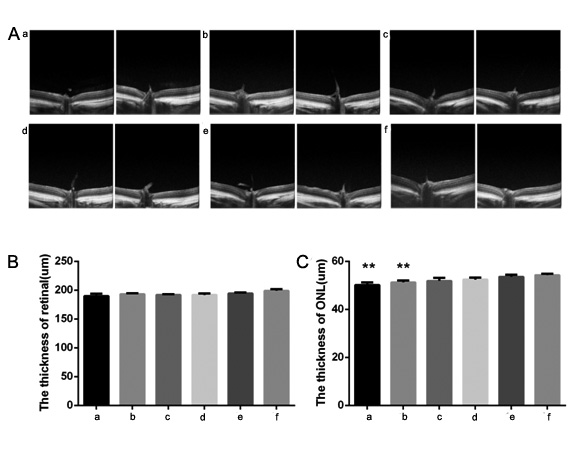 A a b c
d e f
B
The thickness of retinal(um)
250
200
150
100
50
0
a b c d e f
C
The thickness of ONL(um)
60
40
20
0
** **
a b c d e f